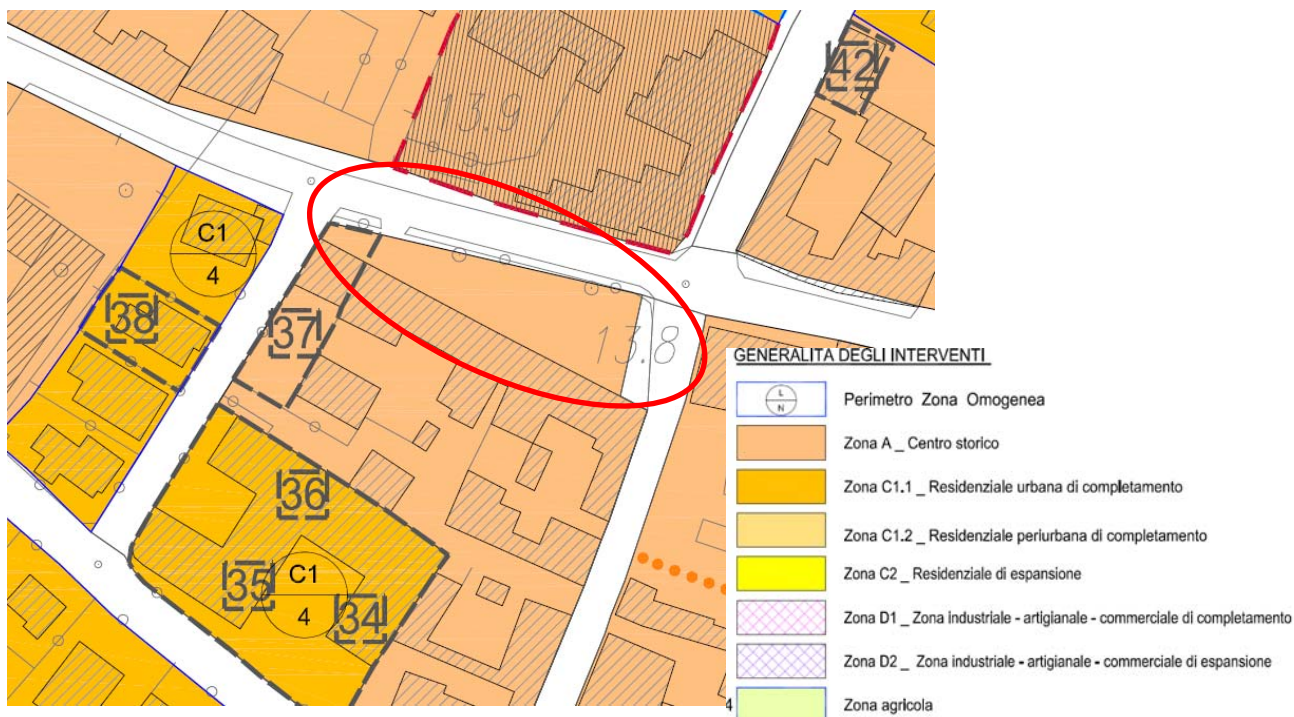 42
13.9
C1
4
38
37
13.8
36
35
C1
4
34
GENERALITA DEGLI INTERVENTI
L
N
Perimetro Zona Omogenea
Zona A _ Centro storico
Zona C1.1 _ Residenziale urbana di completamento
Zona C1.2 _ Residenziale periurbana di completamento
Zona C2 _ Residenziale di espansione
Zona D1 _ Zona industriale - artigianale - commerciale di completamento
Zona D2 _ Zona industriale - artigianale - commerciale di espansione
4
Zona agricola